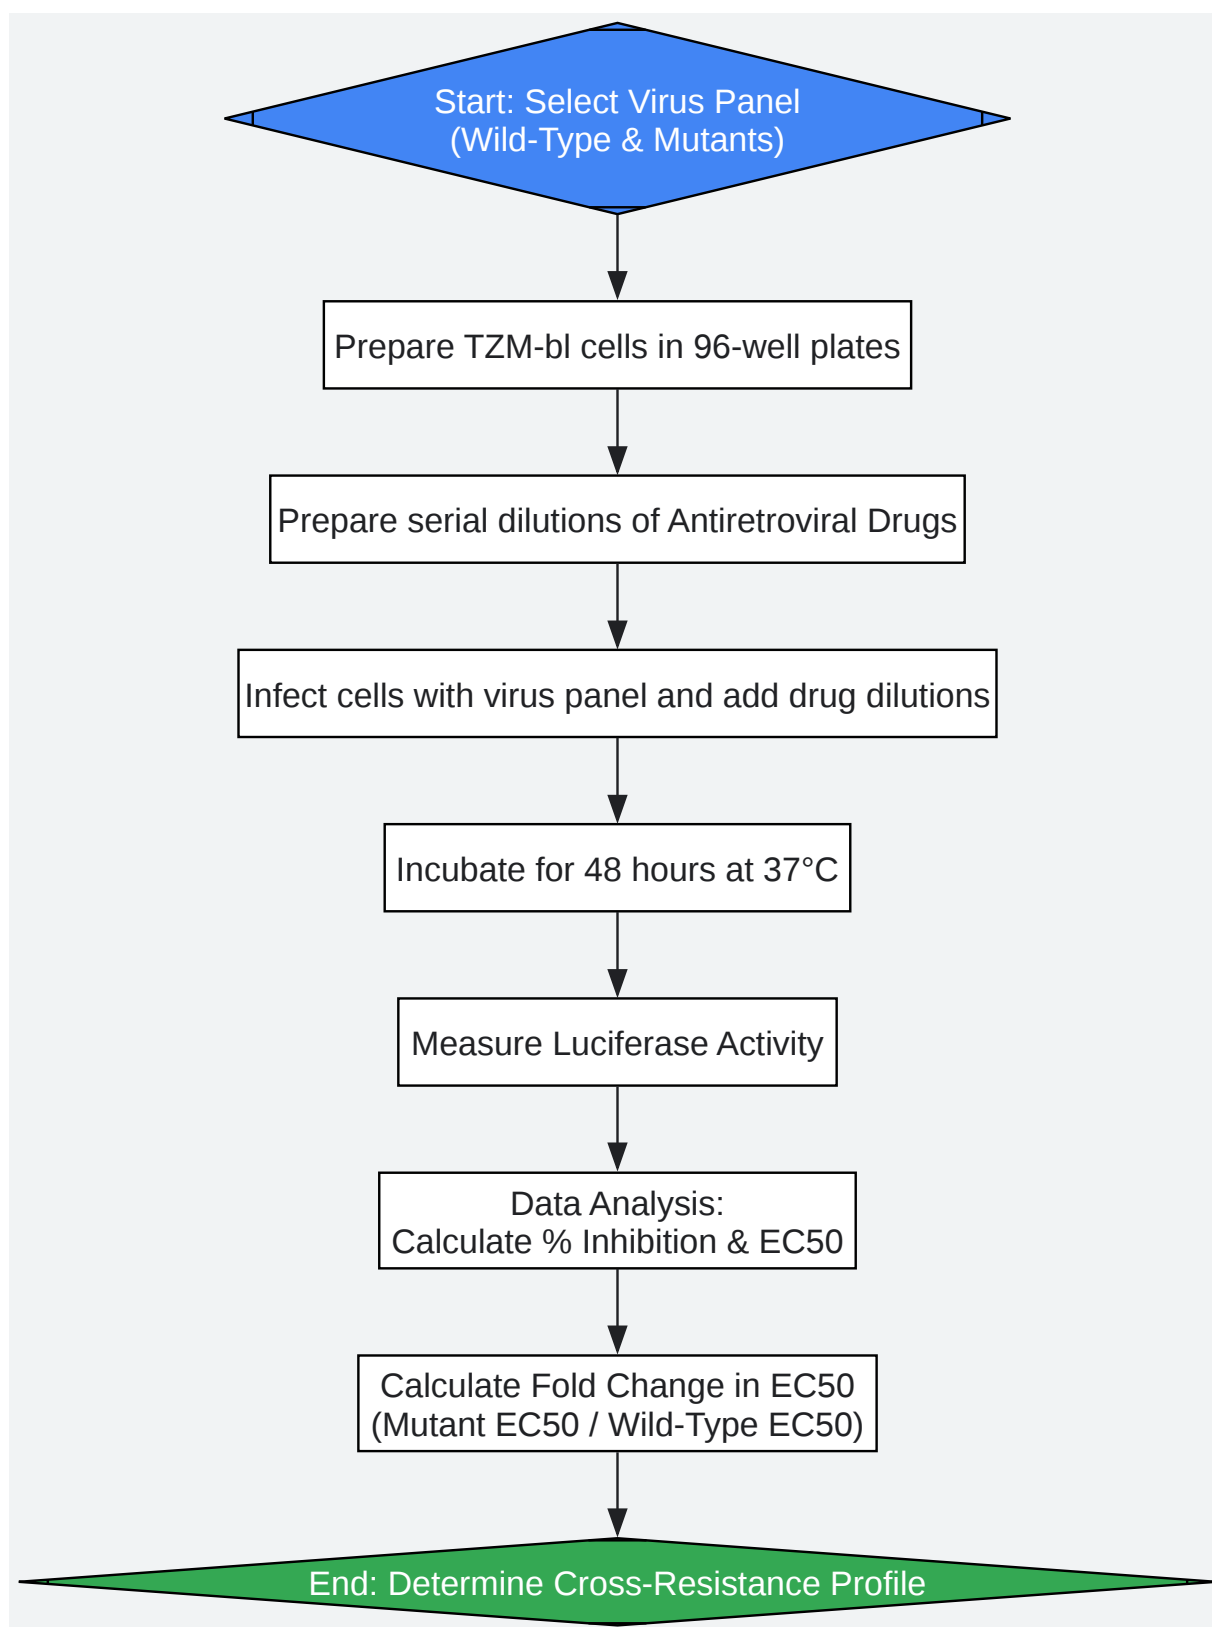 Start: Select Virus Panel
(Wild-Type & Mutants)
Prepare TZM-bl cells in 96-well plates
Prepare serial dilutions of Antiretroviral Drugs
Infect cells with virus panel and add drug dilutions
Incubate for 48 hours at 37°C
Measure Luciferase Activity
Data Analysis:
Calculate % Inhibition & EC50
Calculate Fold Change in EC50
(Mutant EC50 / Wild-Type EC50)
End: Determine Cross-Resistance Profile